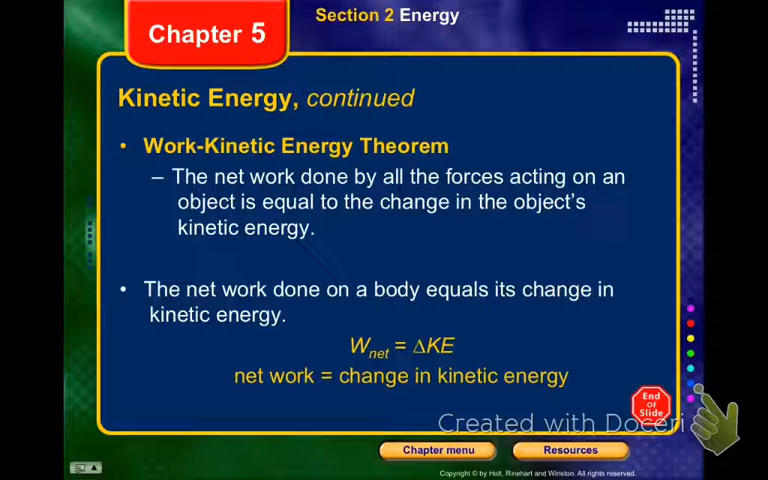 Section 2 Energy
Chapter 5
Kinetic Energy, continued
• Work-Kinetic Energy Theorem
– The net work done by all the forces acting on an
object is equal to the change in the object's
kinetic energy.
• The net work done on a body equals its change in
kinetic energy.
Wnet = ∆KE
net work = change in kinetic energy
End
of
Slide
Created with Doceri
Chapter menu
Resources
Copyright © by Holt, Rinehart and Winston. All rights reserved.